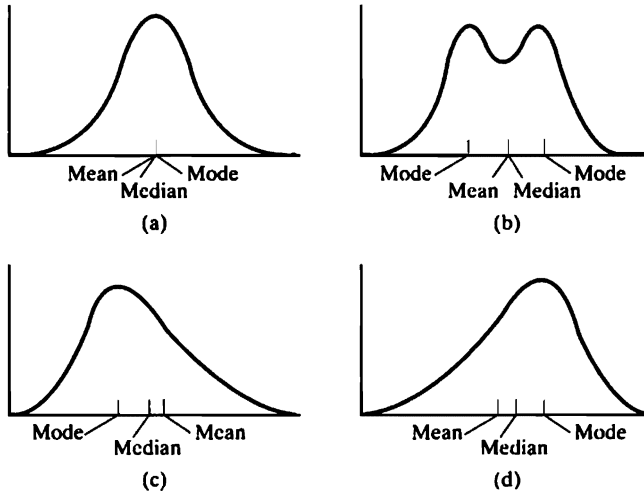 Mean Mode
Median
(a)
Mode Mode
Mean Median
(b)
Mode Mean
Median
(c)
Mean Mode
Median
(d)